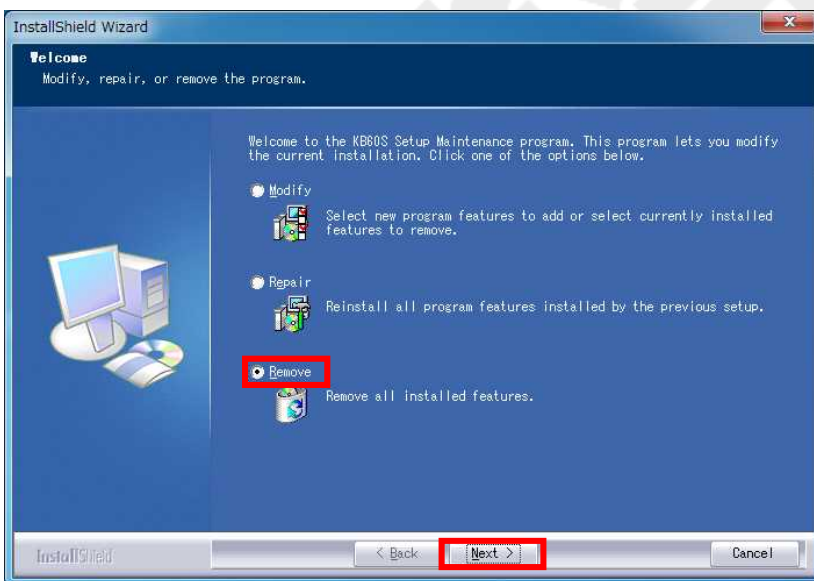 InstallShield Wizard
Welcome
Modify, repair, or remove the program.
Welcome to the KB60S Setup Maintenance program. This program lets you modify
the current installation. Click one of the options below.
Modify
Select new program features to add or select currently installed
features to remove.
Repair
Reinstall all program features installed by the previous setup.
Remove
Remove all installed features.
InstallShield
< Back
Next >
Cancel